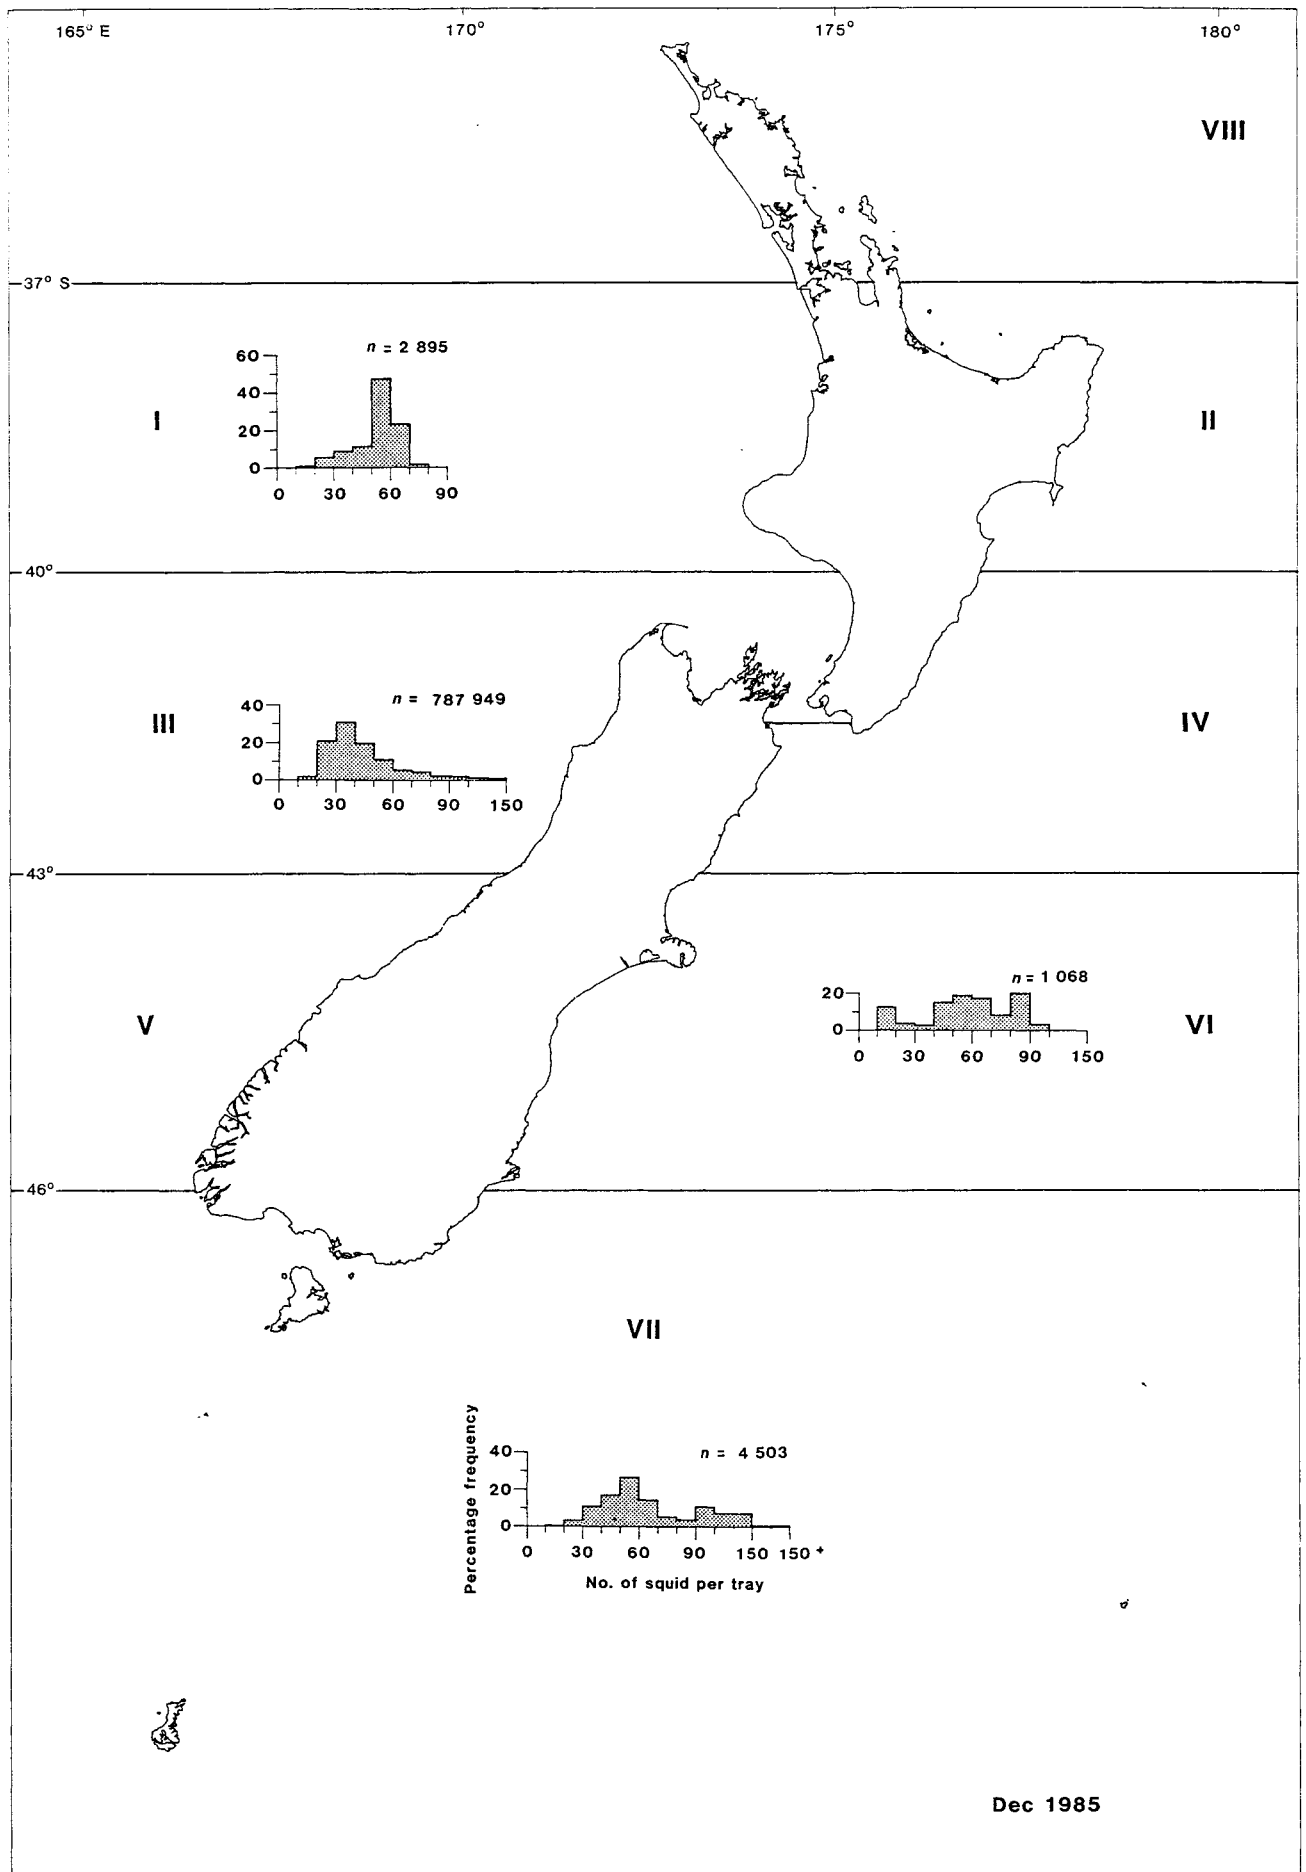 165° E 170° 175° 180°
VIII
37° S
n = 2 895
60
40
20
0
0 30 60 90
I
II
40°
n = 787 949
40
20
0
0 30 60 90 150
III
IV
43°
n = 1 068
20
0
0 30 60 90 150
V
VI
46°
VII
Percentage frequency
n = 4 503
40
20
0
0 30 60 90 150 150+
No. of squid per tray
Dec 1985